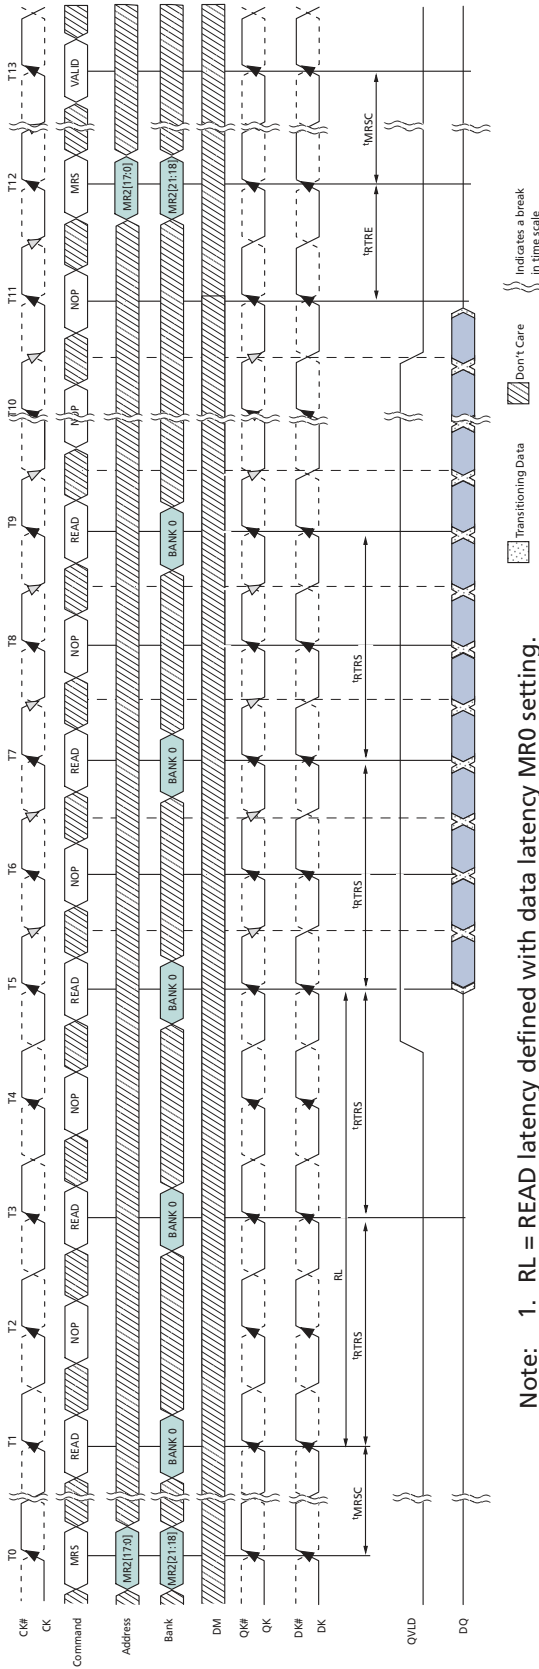 T0 T1 T2 T3 T4 T5 T6 T7 T8 T9 T10 T11 T12 T13
CK#
CK
Command MRS READ NOP READ NOP READ NOP READ NOP READ NOP NOP MRS VALID
Address MR2[17:0] MR2[17:0]
Bank MR2[21:18] BANK 0 BANK 0 BANK 0 BANK 0 BANK 0 MR2[21:18]
DM
QK#
QK
DK#
DK
RL
tMRSC tRTRS tRTRS tRTRS tRTRS tRTRE tMRSC
QVLD
DQ
Transitioning Data Don't Care Indicates a break
in time scale
Note: 1. RL = READ latency defined with data latency MR0 setting.